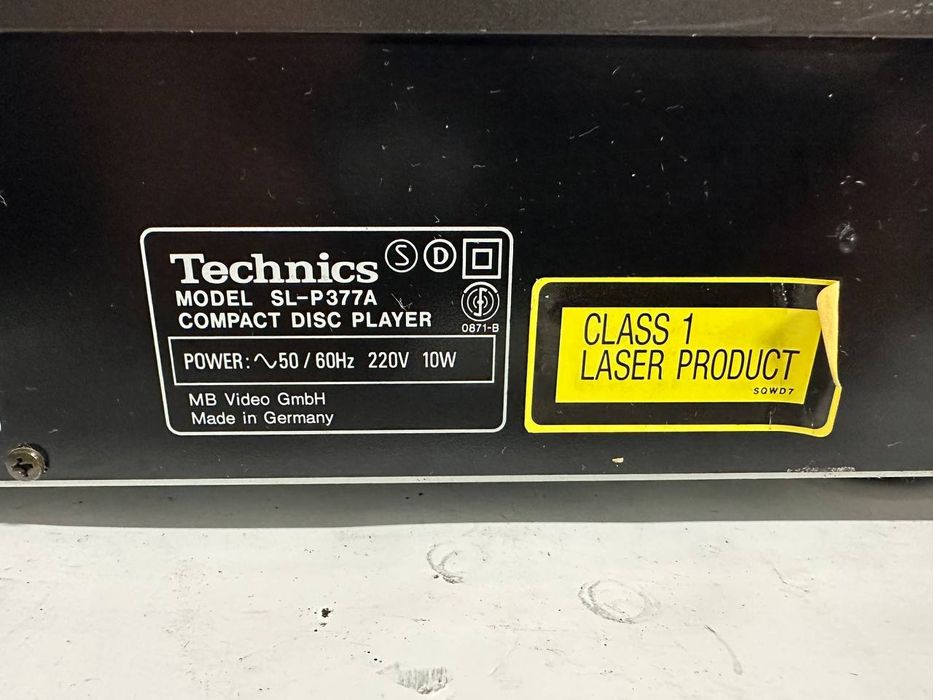 Technics S D
MODEL SL-P377A
COMPACT DISC PLAYER
0871-B
POWER: ∿50 / 60Hz 220V 10W
MB Video GmbH
Made in Germany
CLASS 1
LASER PRODUCT
SQWD7